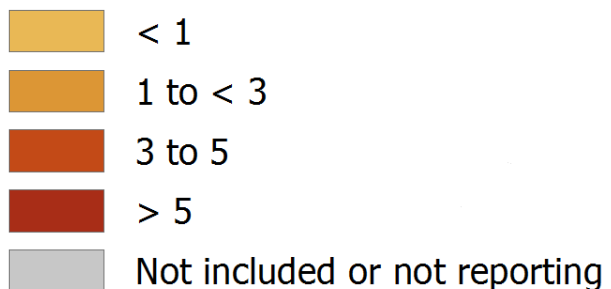 < 1
1 to < 3
3 to 5
> 5
Not included or not reporting